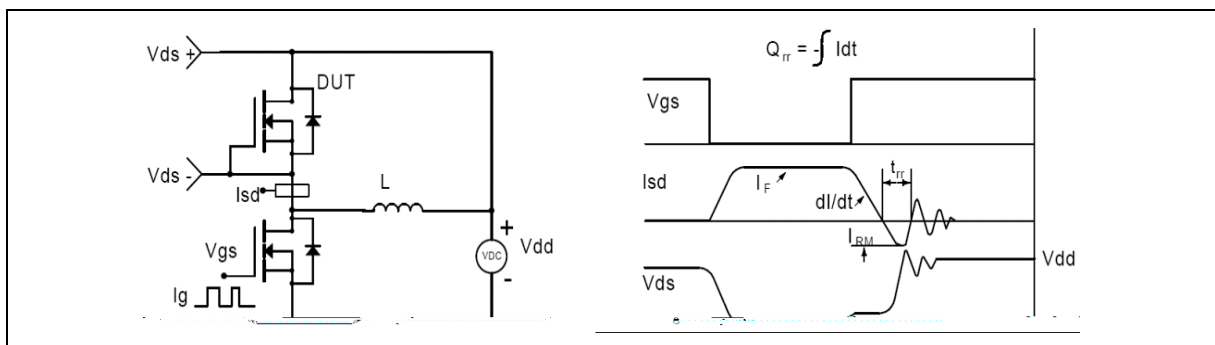 Vds +
DUT
Vds -
Isd
L
Vgs
Ig
+
VDC
Vdd
-
Q_rr = -∫ Idt
Vgs
Isd
I_F
dI/dt
t_rr
I_RM
Vdd
Vds